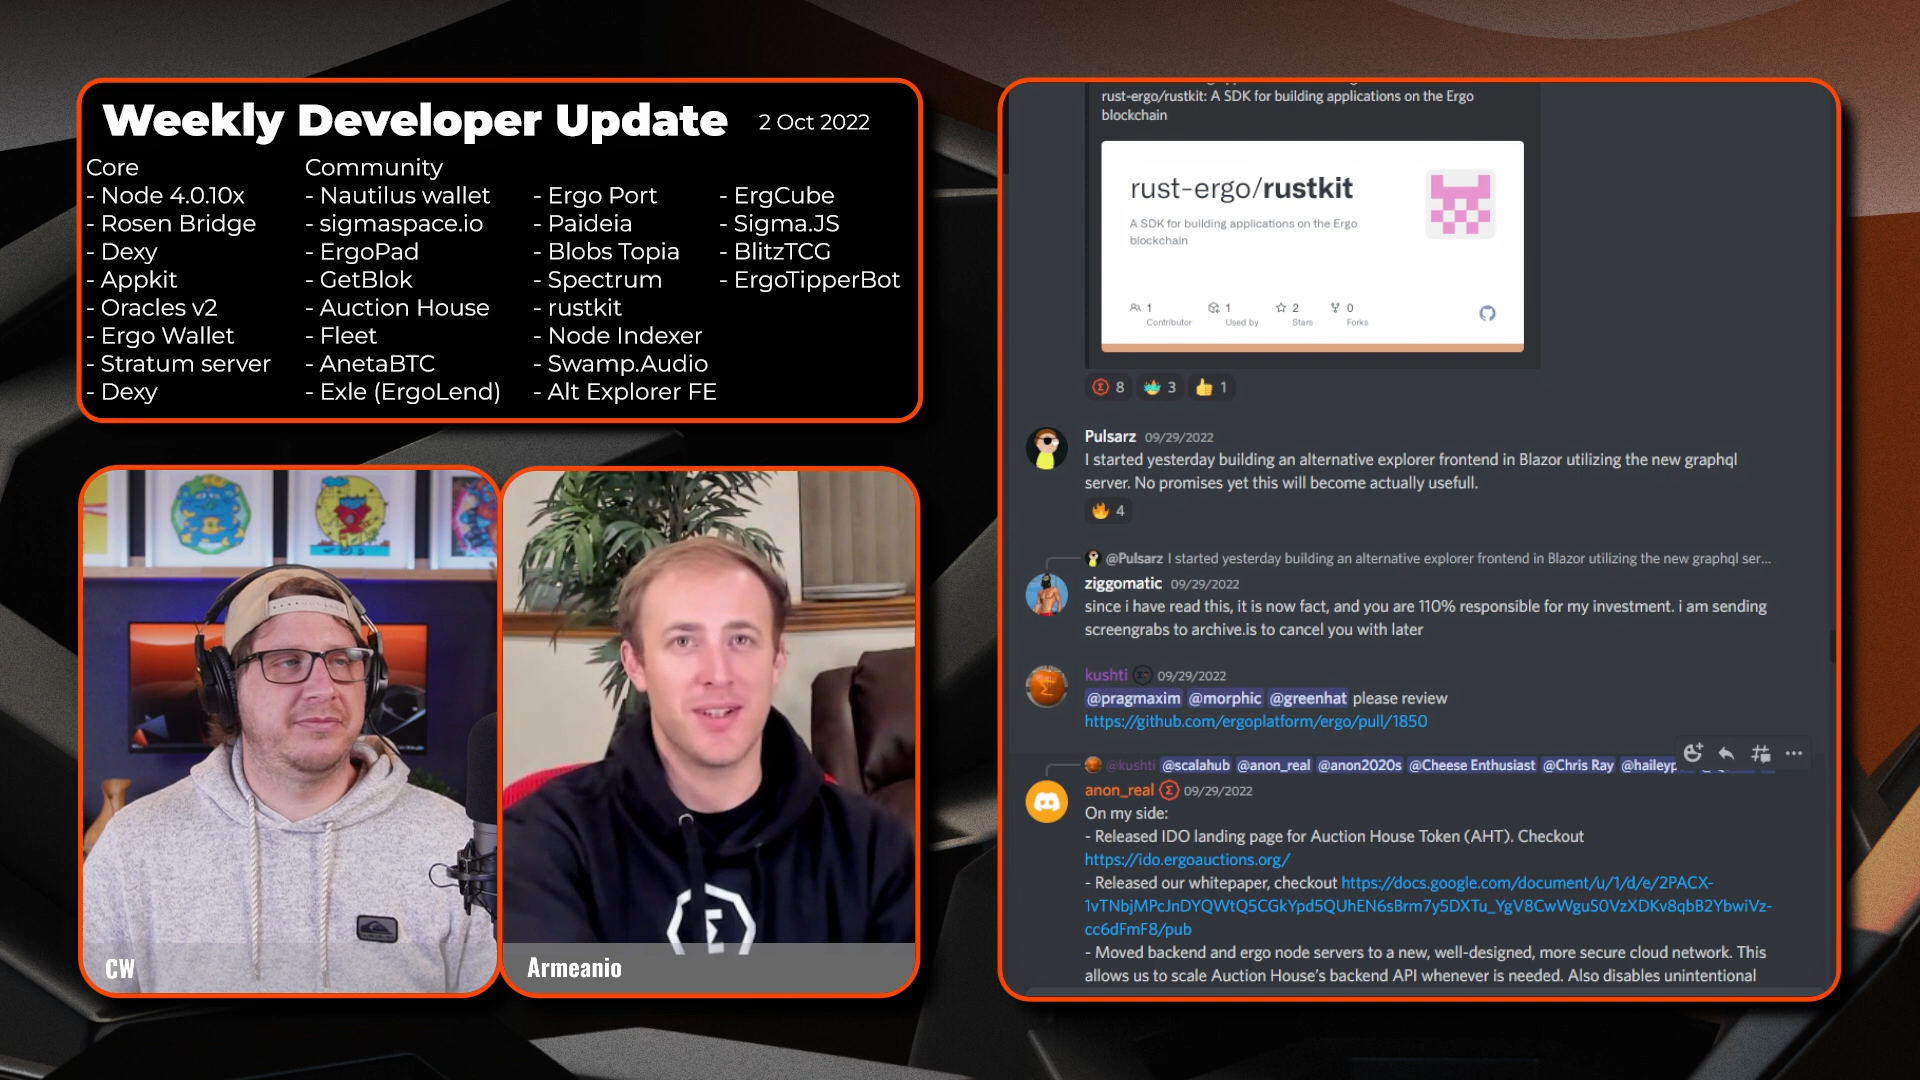 Weekly Developer Update 2 Oct 2022
Core
- Node 4.0.10x
- Rosen Bridge
- Dexy
- Appkit
- Oracles v2
- Ergo Wallet
- Stratum server
- Dexy
Community
- Nautilus wallet
- sigmaspace.io
- ErgoPad
- GetBlok
- Auction House
- Fleet
- AnetaBTC
- Exle (ErgoLend)
- Ergo Port
- Paideia
- Blobs Topia
- Spectrum
- rustkit
- Node Indexer
- Swamp.Audio
- Alt Explorer FE
- ErgCube
- Sigma.JS
- BlitzTCG
- ErgoTipperBot
CW
Armeanio
rust-ergo/rustkit: A SDK for building applications on the Ergo
blockchain
rust-ergo/rustkit
A SDK for building applications on the Ergo
blockchain
1
Contributor
1
Used by
2
Stars
0
Forks
8 3 1
Pulsarz 09/29/2022
I started yesterday building an alternative explorer frontend in Blazor utilizing the new graphql
server. No promises yet this will become actually usefull.
4
@Pulsarz I started yesterday building an alternative explorer frontend in Blazor utilizing the new graphql ser...
ziggomatic 09/29/2022
since i have read this, it is now fact, and you are 110% responsible for my investment. i am sending
screengrabs to archive.is to cancel you with later
kushti 09/29/2022
@pragmaxim @morphic @greenhat please review
https://github.com/ergoplatform/ergo/pull/1850
@kushti @scalahub @anon_real @anon2020s @Cheese Enthusiast @Chris Ray @haileyp
anon_real 09/29/2022
On my side:
- Released IDO landing page for Auction House Token (AHT). Checkout
https://ido.ergoauctions.org/
- Released our whitepaper, checkout https://docs.google.com/document/u/1/d/e/2PACX-
1vTNbjMPcJnDYQWtQ5CGkYpd5QUhEN6sBrm7y5DXTu_YgV8CwWguS0VzXDKv8qbB2YbwiVz-
cc6dFmF8/pub
- Moved backend and ergo node servers to a new, well-designed, more secure cloud network. This
allows us to scale Auction House's backend API whenever is needed. Also disables unintentional